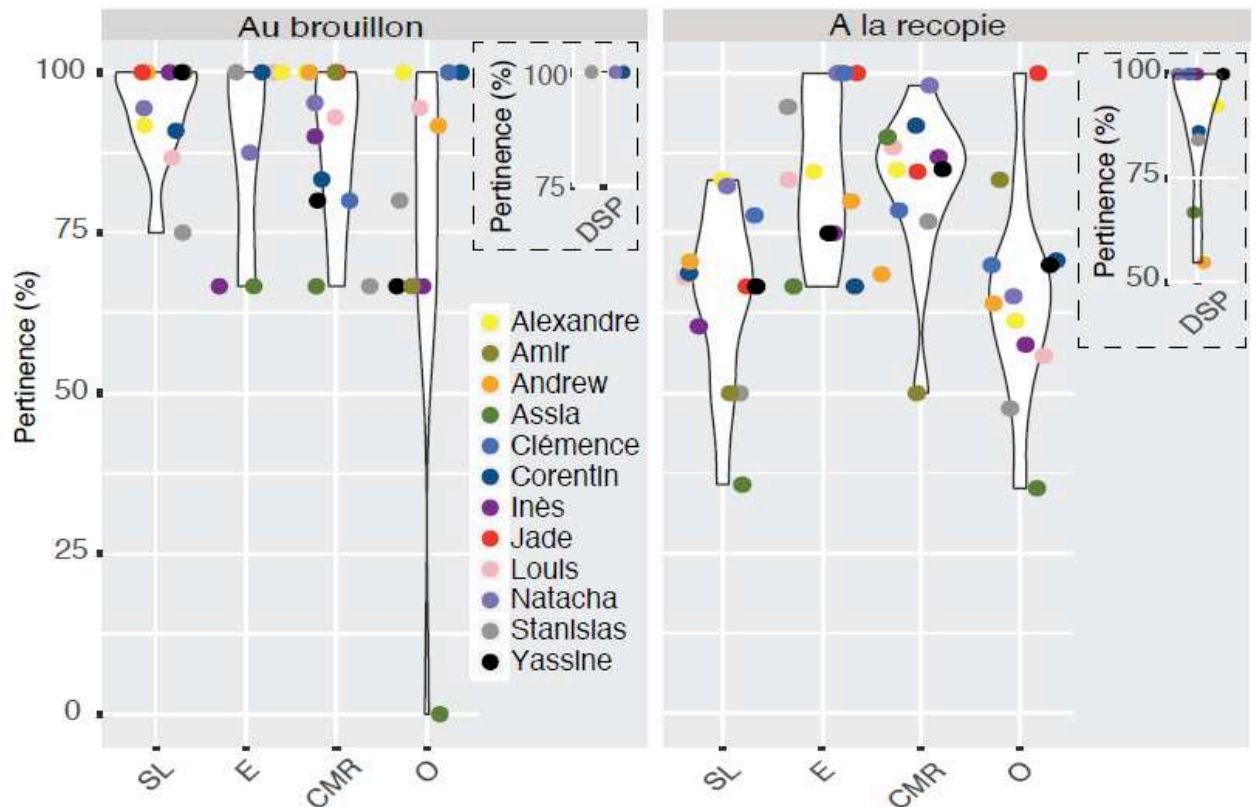 Au brouillon
100
75
50
25
0
Pertinence (%)
SL
E
CMR
O
Pertinence (%)
100
75
DSP
Alexandre
Amir
Andrew
Assia
Clémence
Corentin
Inès
Jade
Louis
Natacha
Stanislas
Yassine
A la recopie
SL
E
CMR
O
Pertinence (%)
100
75
50
DSP